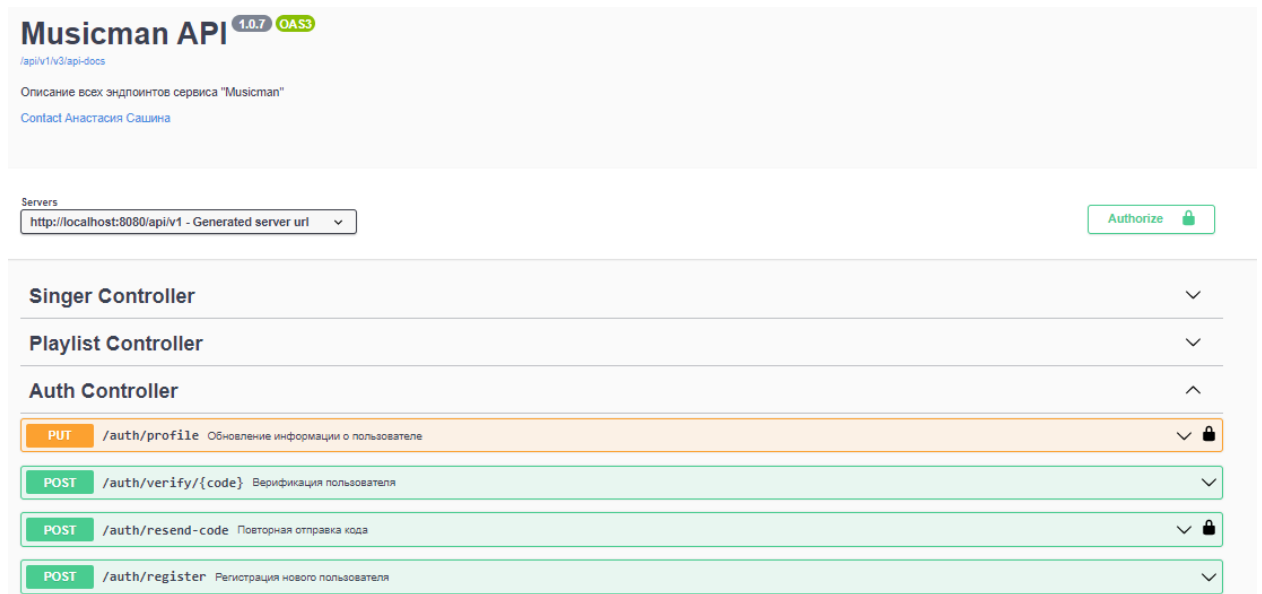 Musicman API 1.0.7 OAS3
/api/v1/v3/api-docs
Описание всех эндпоинтов сервиса "Musicman"
Contact Анастасия Сашина
Servers
http://localhost:8080/api/v1 - Generated server url
Authorize
Singer Controller
Playlist Controller
Auth Controller
PUT /auth/profile Обновление информации о пользователе
POST /auth/verify/{code} Верификация пользователя
POST /auth/resend-code Повторная отправка кода
POST /auth/register Регистрация нового пользователя